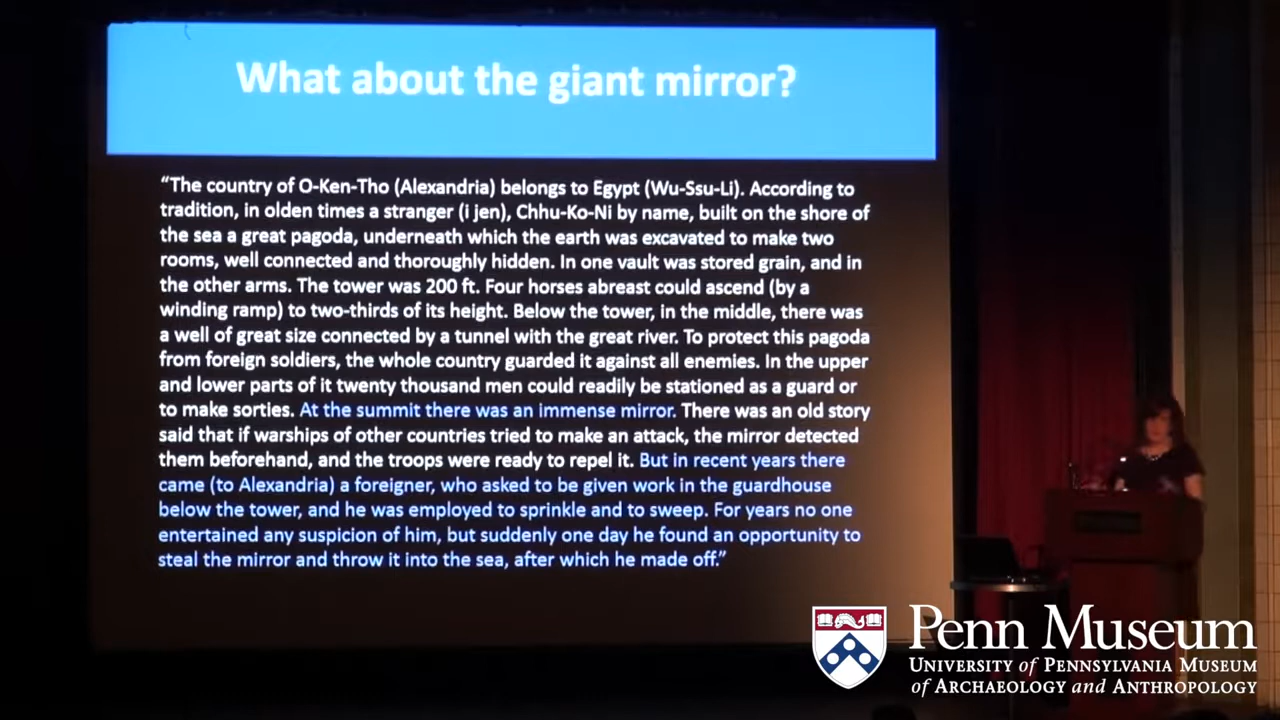 What about the giant mirror?
“The country of O-Ken-Tho (Alexandria) belongs to Egypt (Wu-Ssu-Li). According to
tradition, in olden times a stranger (i jen), Chhu-Ko-Ni by name, built on the shore of
the sea a great pagoda, underneath which the earth was excavated to make two
rooms, well connected and thoroughly hidden. In one vault was stored grain, and in
the other arms. The tower was 200 ft. Four horses abreast could ascend (by a
winding ramp) to two-thirds of its height. Below the tower, in the middle, there was
a well of great size connected by a tunnel with the great river. To protect this pagoda
from foreign soldiers, the whole country guarded it against all enemies. In the upper
and lower parts of it twenty thousand men could readily be stationed as a guard or
to make sorties. At the summit there was an immense mirror. There was an old story
said that if warships of other countries tried to make an attack, the mirror detected
them beforehand, and the troops were ready to repel it. But in recent years there
came (to Alexandria) a foreigner, who asked to be given work in the guardhouse
below the tower, and he was employed to sprinkle and to sweep. For years no one
entertained any suspicion of him, but suddenly one day he found an opportunity to
steal the mirror and throw it into the sea, after which he made off.”
Penn Museum
UNIVERSITY of PENNSYLVANIA MUSEUM
of ARCHAEOLOGY and ANTHROPOLOGY